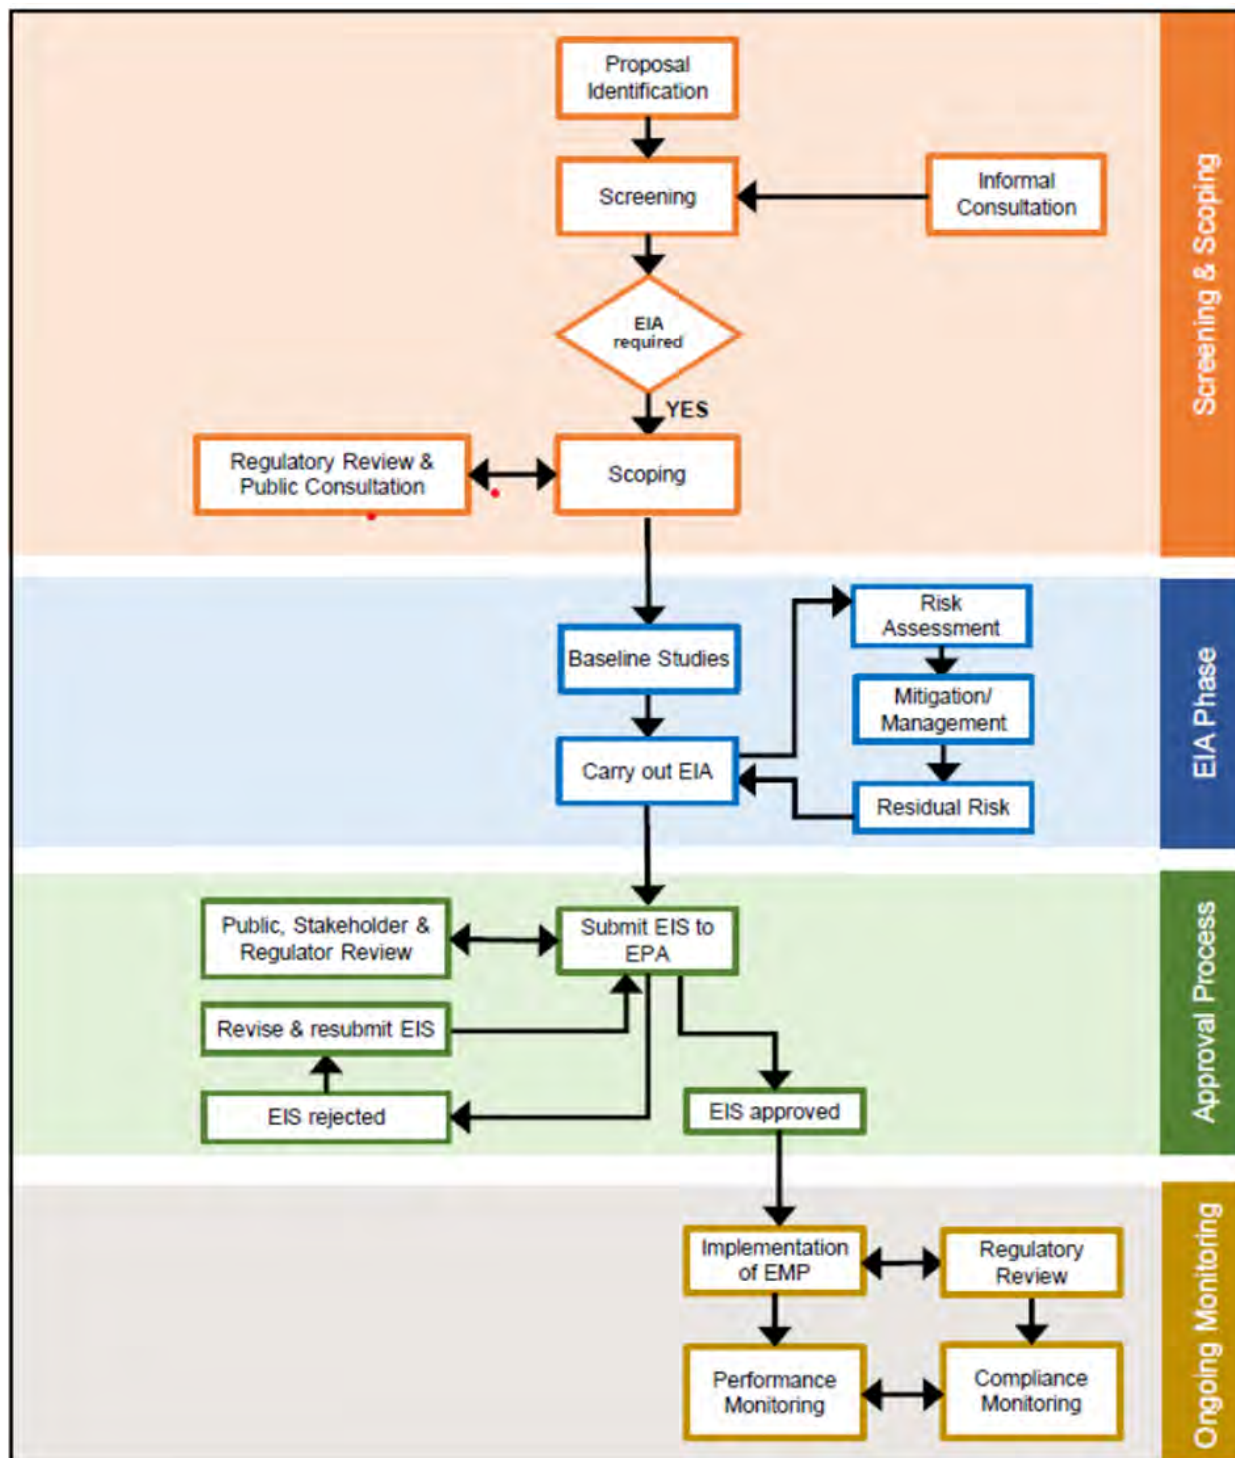 Proposal
Identification
Screening
Informal
Consultation
EIA
required
YES
Regulatory Review &
Public Consultation
Scoping
Screening & Scoping
Baseline Studies
Carry out EIA
Risk
Assessment
Mitigation/
Management
Residual Risk
EIA Phase
Public, Stakeholder &
Regulator Review
Submit EIS to
EPA
Revise & resubmit EIS
EIS rejected
EIS approved
Approval Process
Implementation
of EMP
Regulatory
Review
Performance
Monitoring
Compliance
Monitoring
Ongoing Monitoring